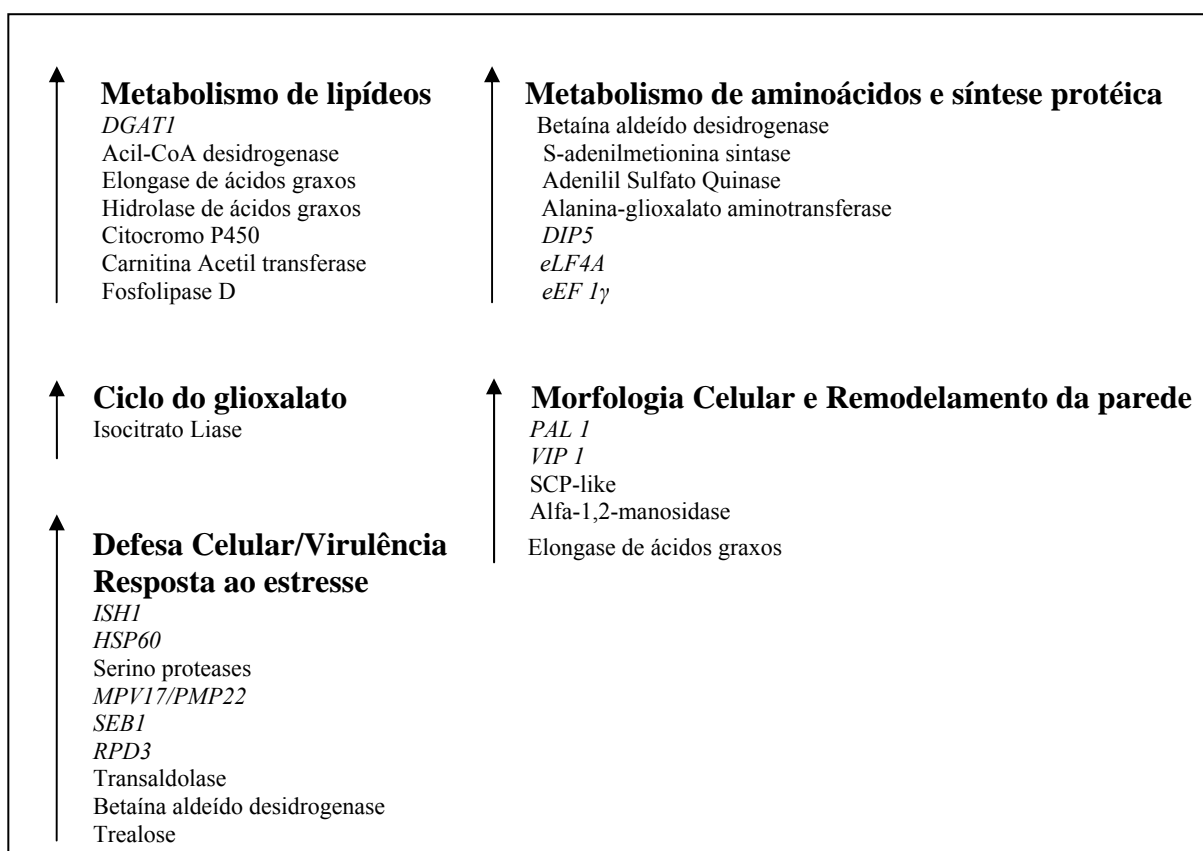 Metabolismo de lipídeos
DGAT1
Acil-CoA desidrogenase
Elongase de ácidos graxos
Hidrolase de ácidos graxos
Citocromo P450
Carnitina Acetil transferase
Fosfolipase D
Metabolismo de aminoácidos e síntese protéica
Betaína aldeído desidrogenase
S-adenilmetionina sintase
Adenilil Sulfato Quinase
Alanina-glioxalato aminotransferase
DIP5
eLF4A
eEF 1γ
Ciclo do glioxalato
Isocitrato Liase
Morfologia Celular e Remodelamento da parede
PAL 1
VIP 1
SCP-like
Alfa-1,2-manosidase
Elongase de ácidos graxos
Defesa Celular/Virulência
Resposta ao estresse
ISH1
HSP60
Serino proteases
MPV17/PMP22
SEB1
RPD3
Transaldolase
Betaína aldeído desidrogenase
Trealose